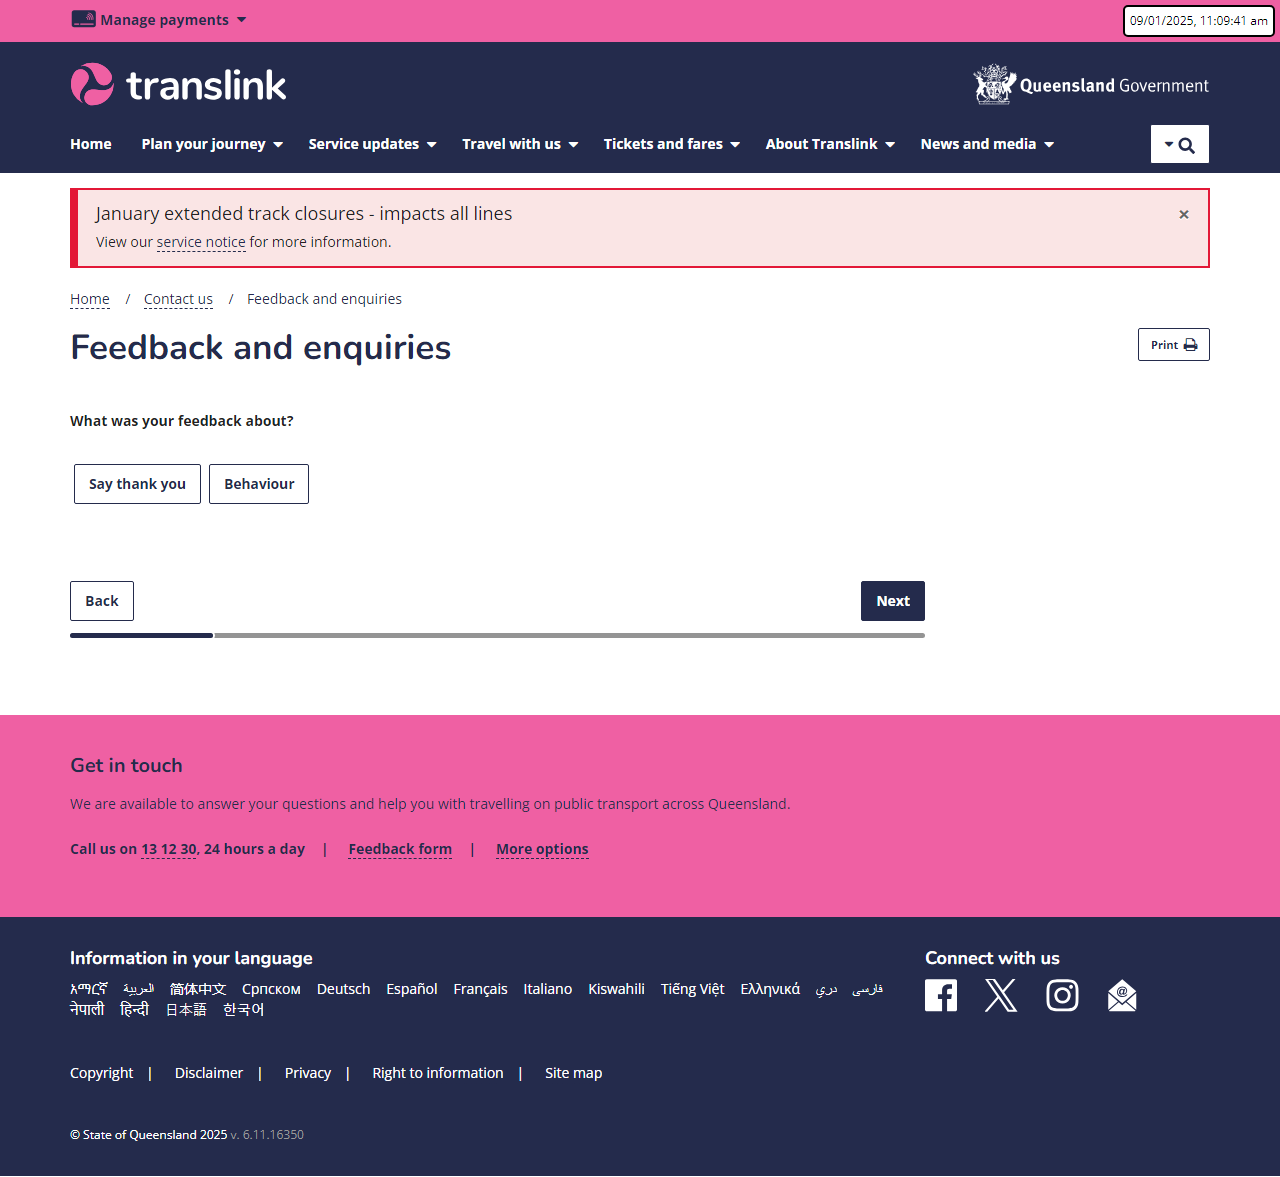 Manage payments
09/01/2025, 11:09:41 am
translink
Queensland Government
Home Plan your journey Service updates Travel with us Tickets and fares About Translink News and media
January extended track closures - impacts all lines ×
View our service notice for more information.
Home / Contact us / Feedback and enquiries
Feedback and enquiries
Print
What was your feedback about?
Say thank you Behaviour
Back Next
Get in touch
We are available to answer your questions and help you with travelling on public transport across Queensland.
Call us on 13 12 30, 24 hours a day | Feedback form | More options
Information in your language
አማርኛ العربية 简体中文 Српском Deutsch Español Français Italiano Kiswahili Tiếng Việt Ελληνικά دري فارسی
नेपाली हिन्दी 日本語 한국어
Connect with us
Copyright | Disclaimer | Privacy | Right to information | Site map
© State of Queensland 2025 v. 6.11.16350